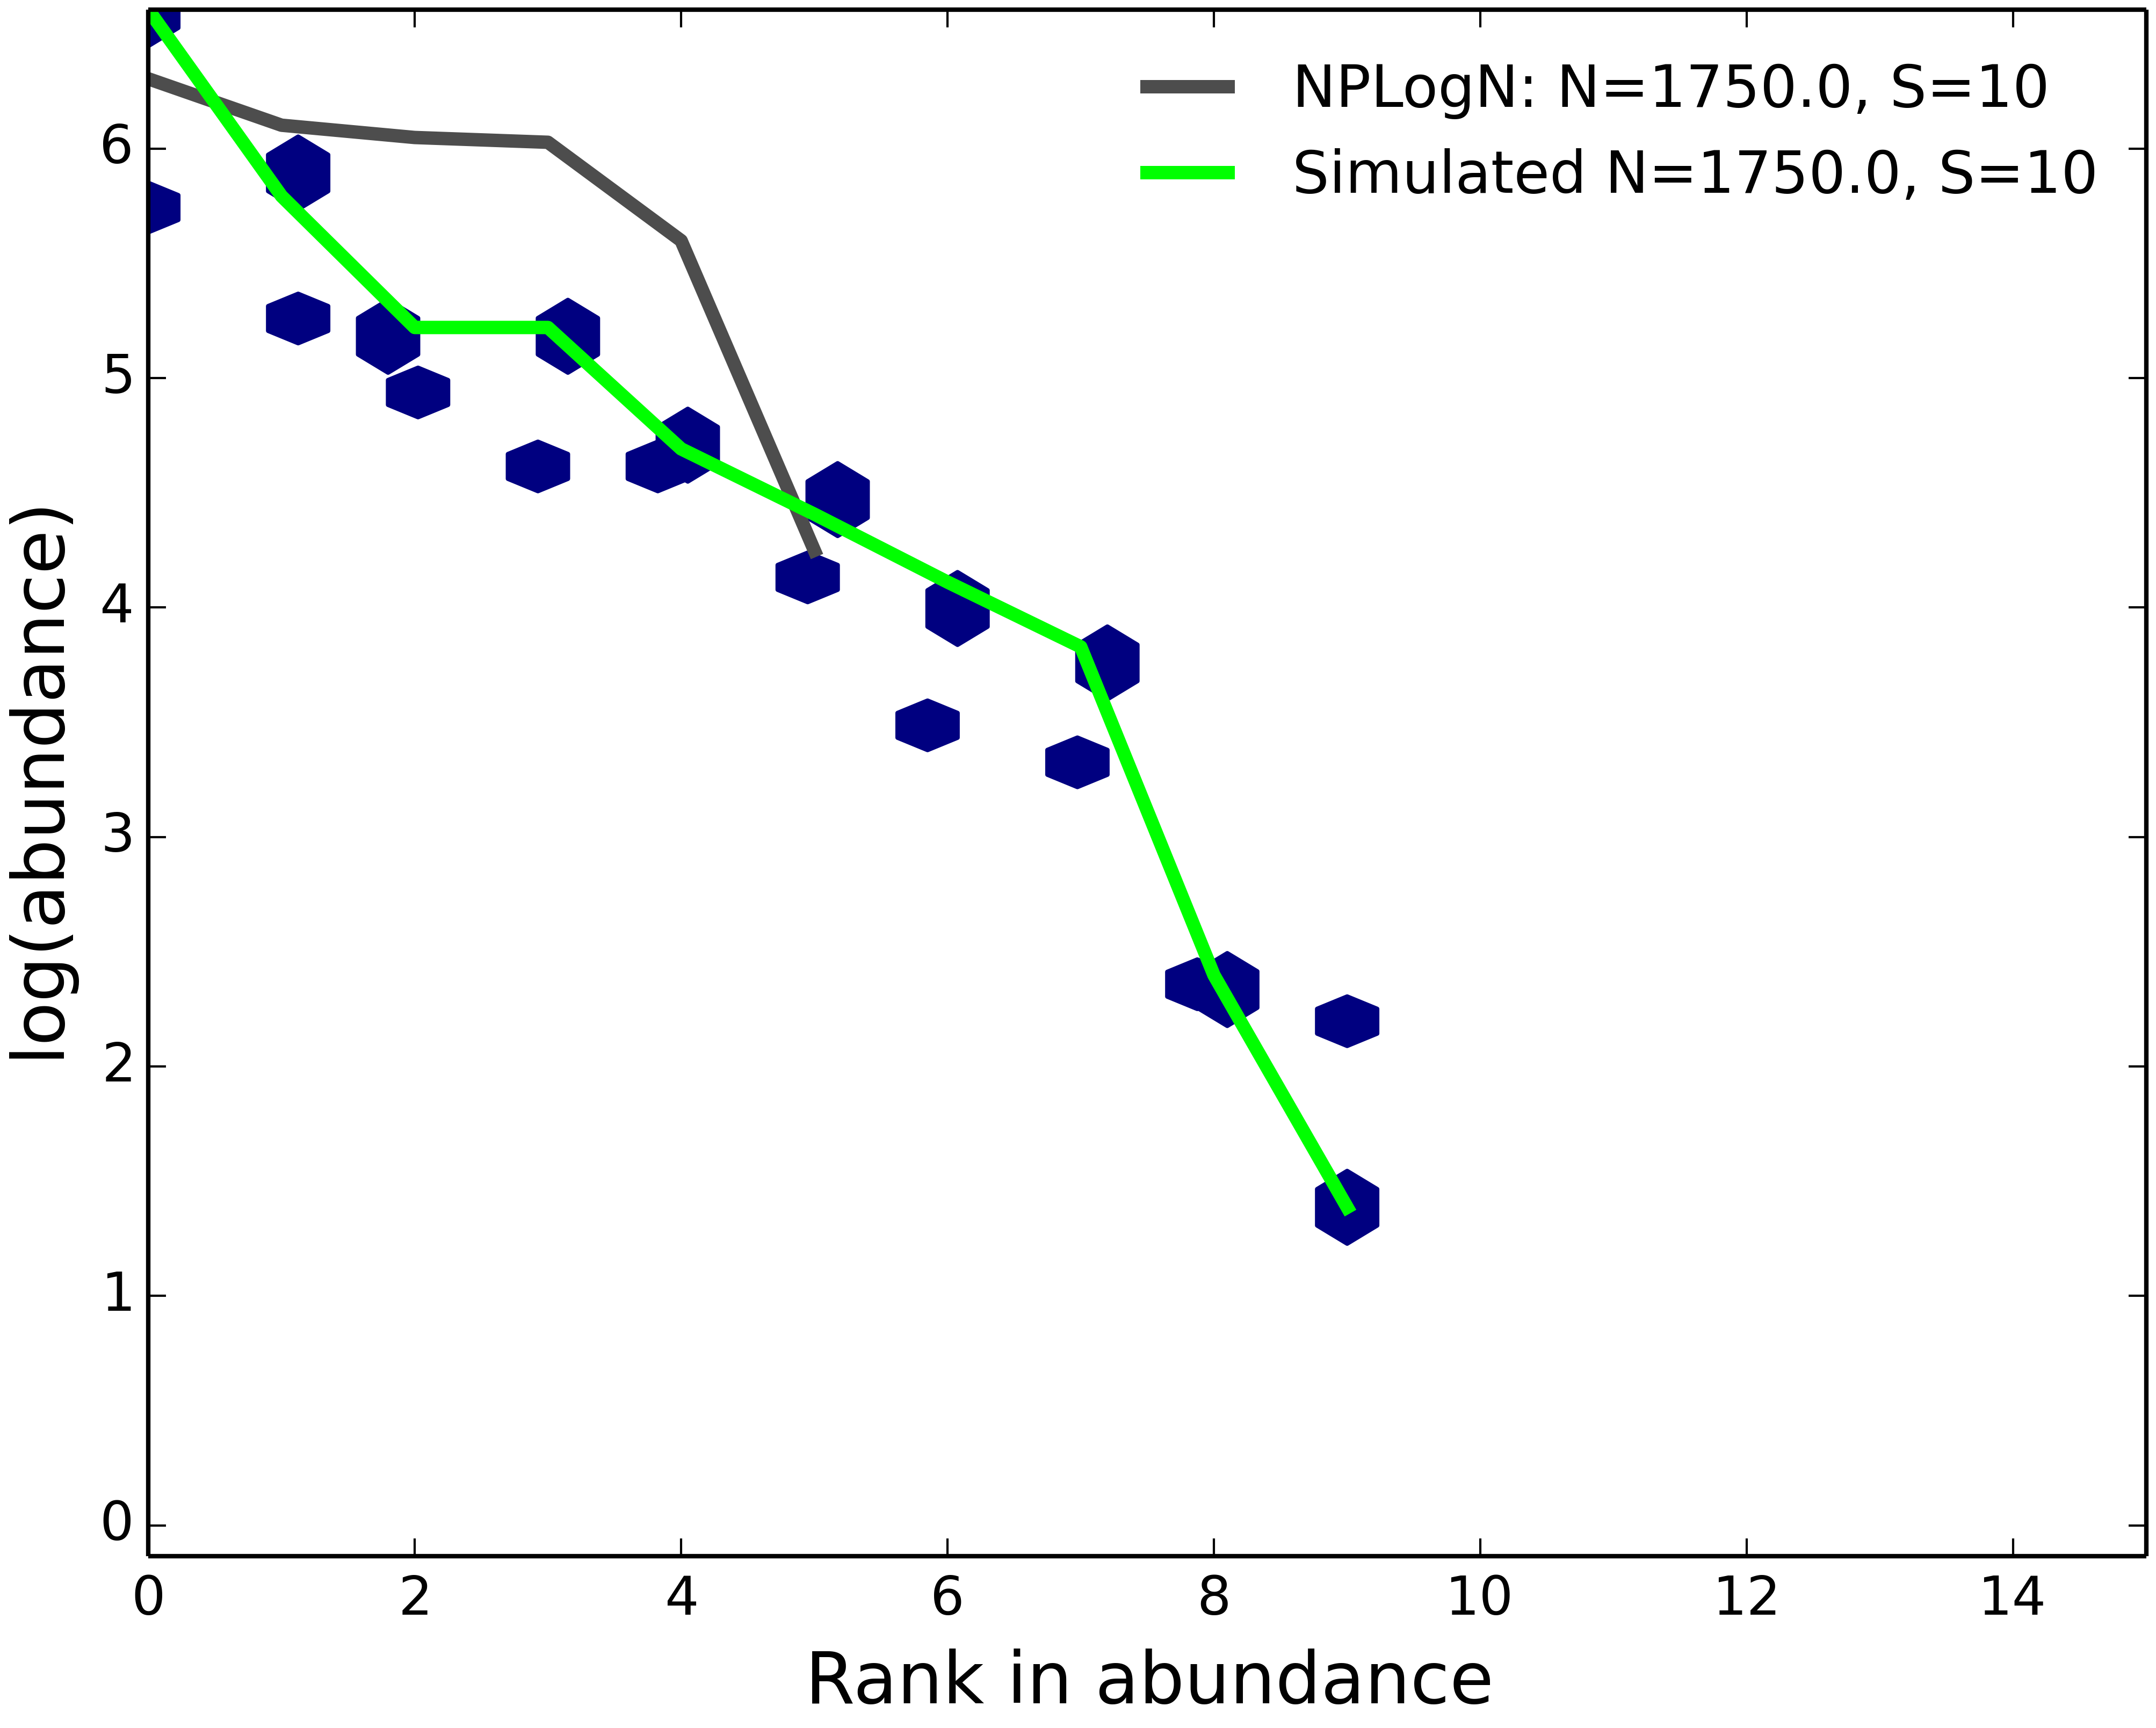 NPLogN: N=1750.0, S=10
Simulated N=1750.0, S=10
log(abundance)
6
5
4
3
2
1
0
0 2 4 6 8 10 12 14
Rank in abundance